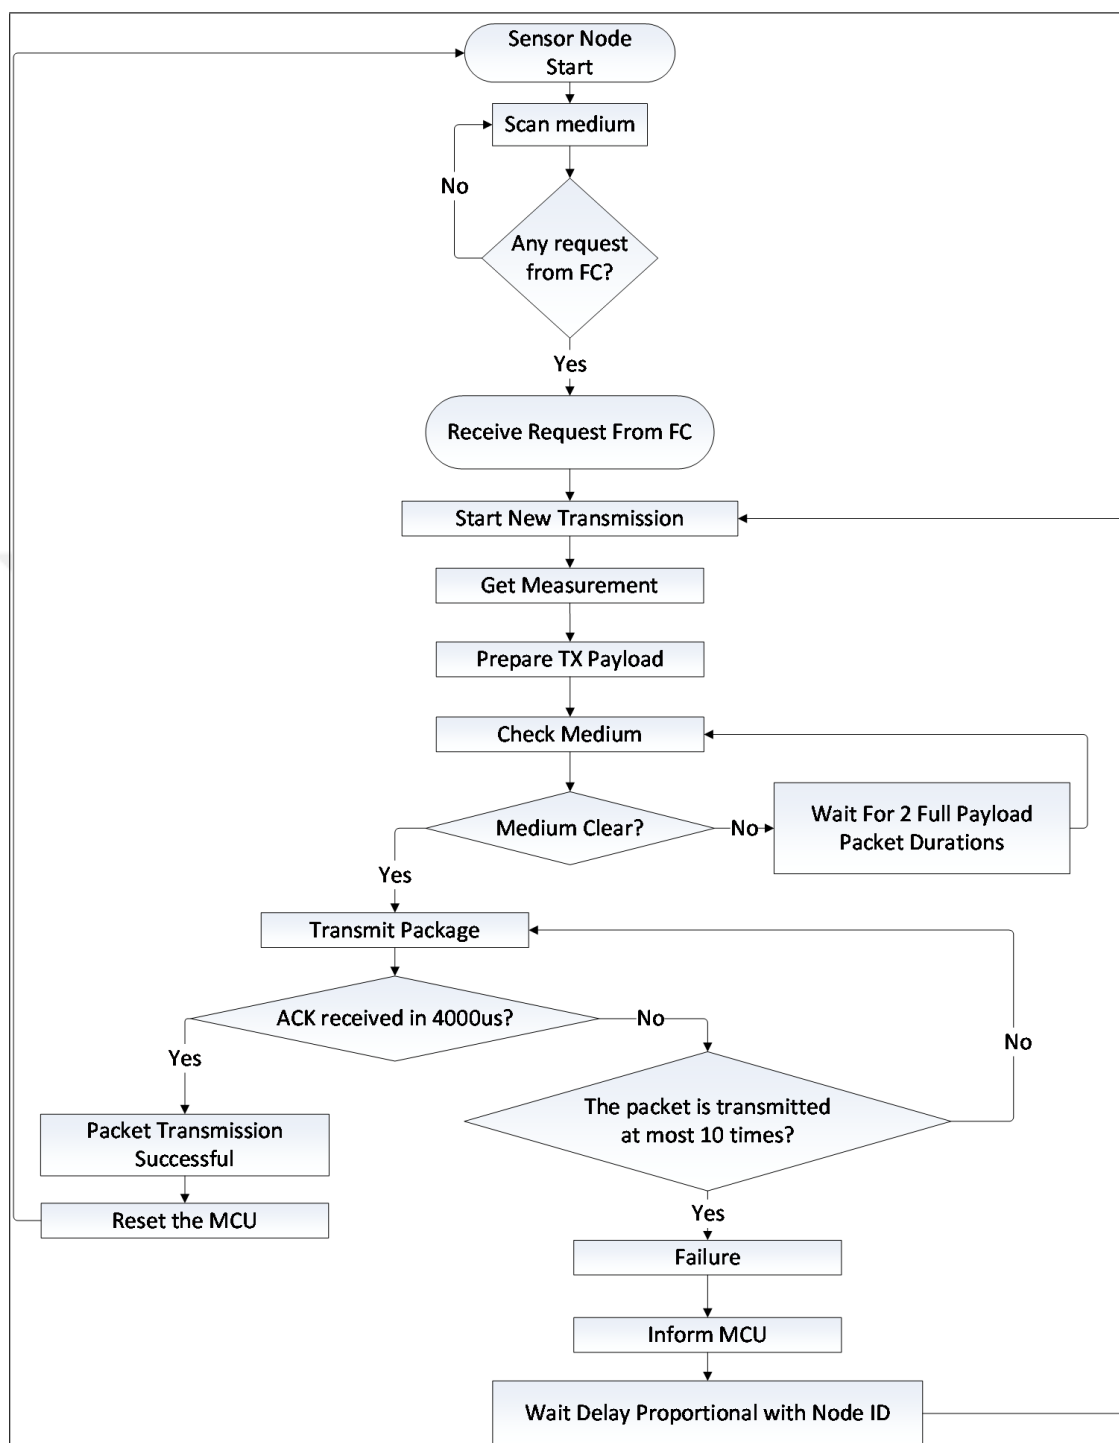 Sensor Node
Start
Scan medium
No
Any request
from FC?
Yes
Receive Request From FC
Start New Transmission
Get Measurement
Prepare TX Payload
Check Medium
Medium Clear?
No
Wait For 2 Full Payload
Packet Durations
Yes
Transmit Package
ACK received in 4000us?
No
No
Yes
The packet is transmitted
at most 10 times?
Packet Transmission
Successful
Reset the MCU
Yes
Failure
Inform MCU
Wait Delay Proportional with Node ID